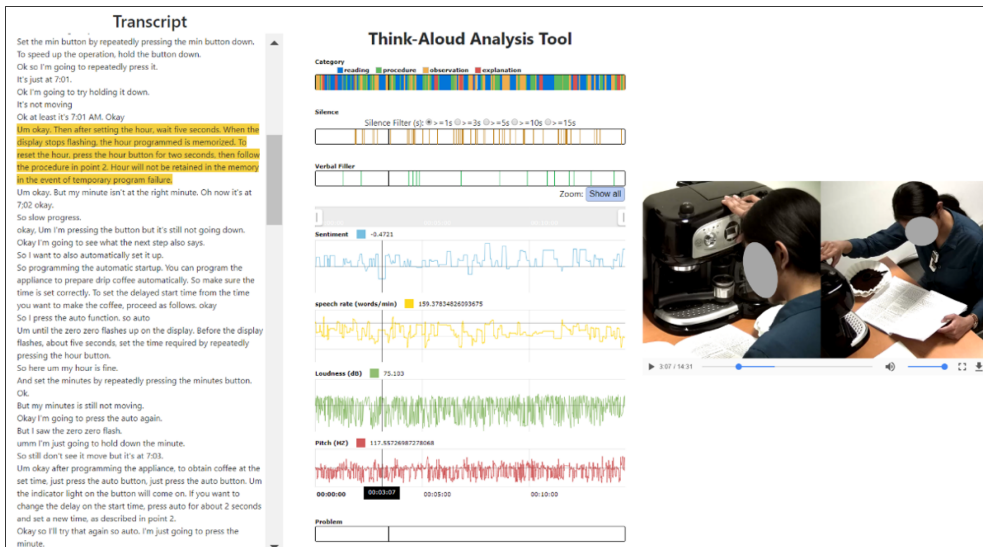 Transcript
Set the min button by repeatedly pressing the min button down.
To speed up the operation, hold the button down.
Ok so I'm going to repeatedly press it.
It's just at 7:01.
Ok I'm going to try holding it down.
It's not moving
Ok at least it's 7:01 AM. Okay
Um okay. Then after setting the hour, wait five seconds. When the
display stops flashing, the hour programmed is memorized. To
reset the hour, press the hour button for two seconds, then follow
the procedure in point 2. Hour will not be retained in the memory
in the event of temporary program failure.
Um okay. But my minute isn't at the right minute. Oh now it's at
7:02 okay.
So slow progress.
okay, Um I'm pressing the button but it's still not going down.
Okay I'm going to see what the next step also says.
So I want to also automatically set it up.
So programming the automatic startup. You can program the
appliance to prepare drip coffee automatically. So make sure the
time is set correctly. To set the delayed start time from the time
you want to make the coffee, proceed as follows. okay
So I press the auto function. so auto
Um until the zero zero flashes up on the display. Before the display
flashes, about five seconds, set the time required by repeatedly
pressing the hour button.
So here um my hour is fine.
And set the minutes by repeatedly pressing the minutes button.
Ok.
But my minutes is still not moving.
Okay I'm going to press the auto again.
But I saw the zero zero flash.
umm I'm just going to hold down the minute.
So still don't see it move but it's at 7:03.
Um okay after programming the appliance, to obtain coffee at the
set time, just press the auto button, just press the auto button. Um
the indicator light on the button will come on. If you want to
change the delay on the start time, press auto for about 2 seconds
and set a new time, as described in point 2.
Okay so I'll try that again so auto. I'm just going to press the
minute.
Think-Aloud Analysis Tool
Category
reading procedure observation explanation
Silence
Silence Filter (s): >=1s >=3s >=5s >=10s >=15s
Verbal Filler
Zoom: Show all
Sentiment -0.4721
speech rate (words/min) 159.37834826093675
Loudness (dB) 75.193
Pitch (HZ) 117.55726987278068
00:00:00 00:03:07 00:05:00 00:10:00
Problem
3:07 / 14:31